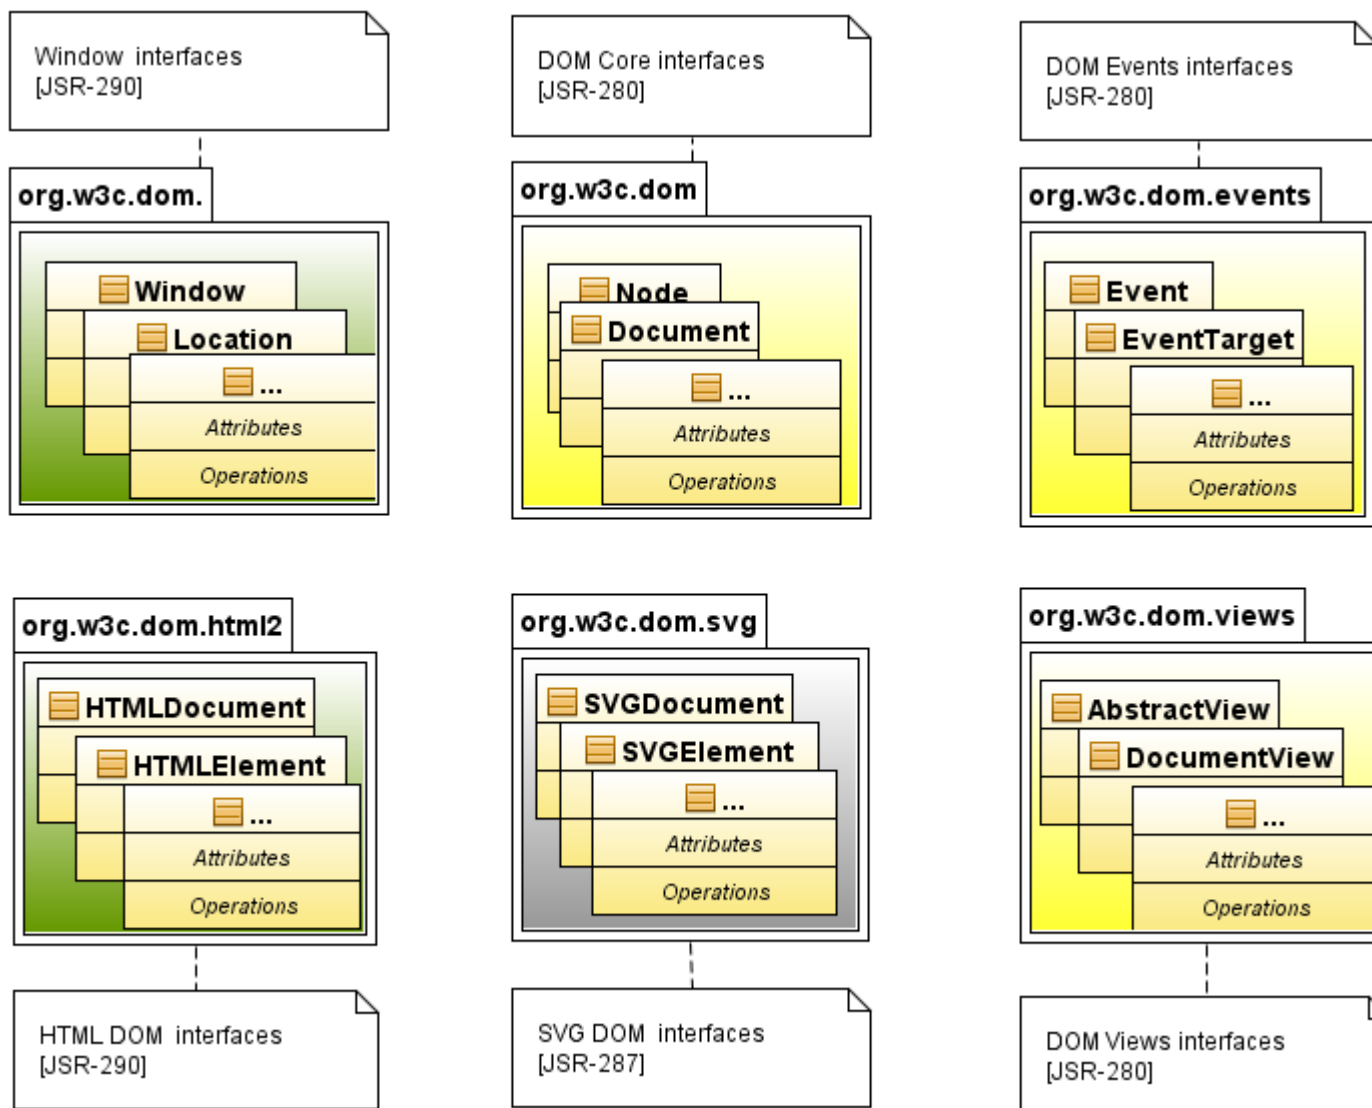 Window interfaces
[JSR-290]
org.w3c.dom.
Window
Location
...
Attributes
Operations
DOM Core interfaces
[JSR-280]
org.w3c.dom
Node
Document
...
Attributes
Operations
DOM Events interfaces
[JSR-280]
org.w3c.dom.events
Event
EventTarget
...
Attributes
Operations
org.w3c.dom.html2
HTMLDocument
HTMLElement
...
Attributes
Operations
HTML DOM interfaces
[JSR-290]
org.w3c.dom.svg
SVGDocument
SVGElement
...
Attributes
Operations
SVG DOM interfaces
[JSR-287]
org.w3c.dom.views
AbstractView
DocumentView
...
Attributes
Operations
DOM Views interfaces
[JSR-280]